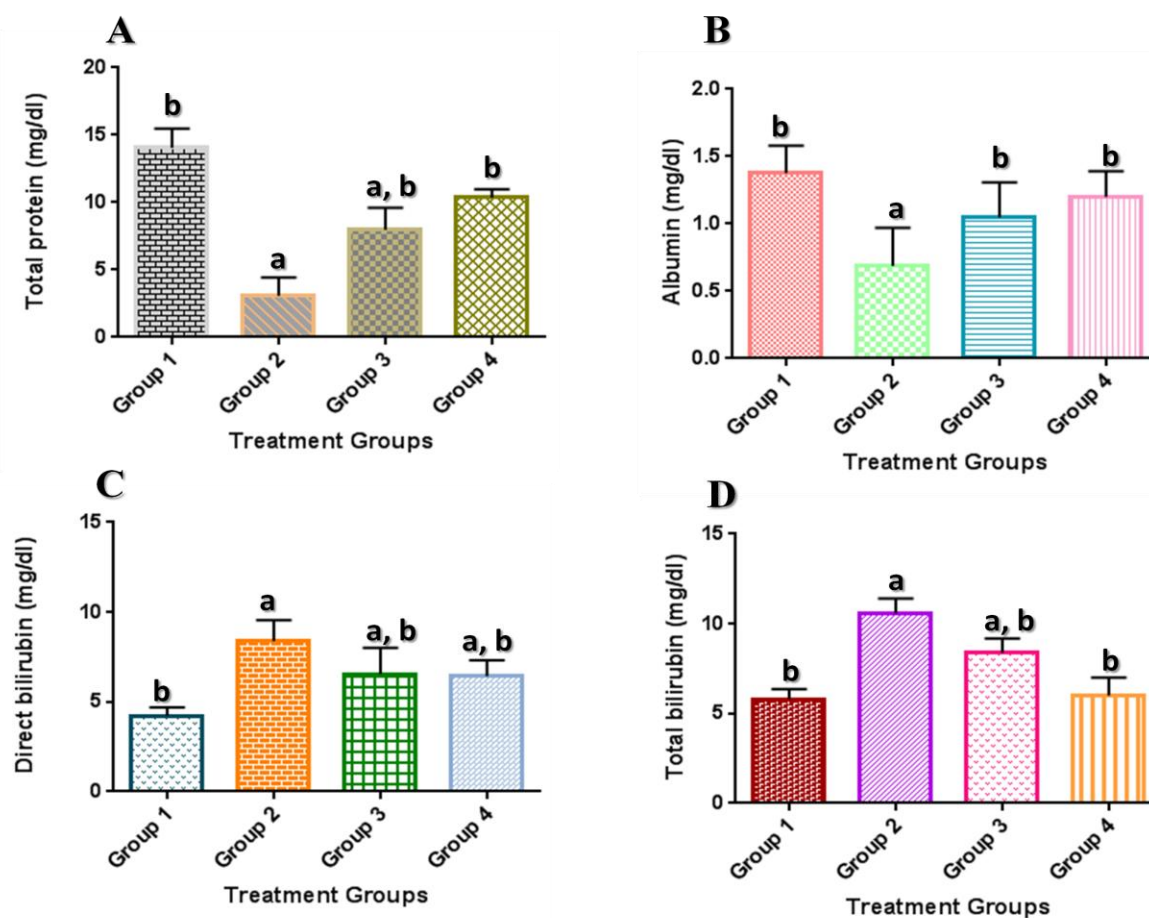 A
Total protein (mg/dl)
20
15
10
5
0
b
a
a, b
b
Group 1
Group 2
Group 3
Group 4
Treatment Groups
B
Albumin (mg/dl)
2.0
1.5
1.0
0.5
0.0
b
a
b
b
Group 1
Group 2
Group 3
Group 4
Treatment Groups
C
Direct bilirubin (mg/dl)
15
10
5
0
b
a
a, b
a, b
Group 1
Group 2
Group 3
Group 4
Treatment Groups
D
Total bilirubin (mg/dl)
15
10
5
0
b
a
a, b
b
Group 1
Group 2
Group 3
Group 4
Treatment Groups